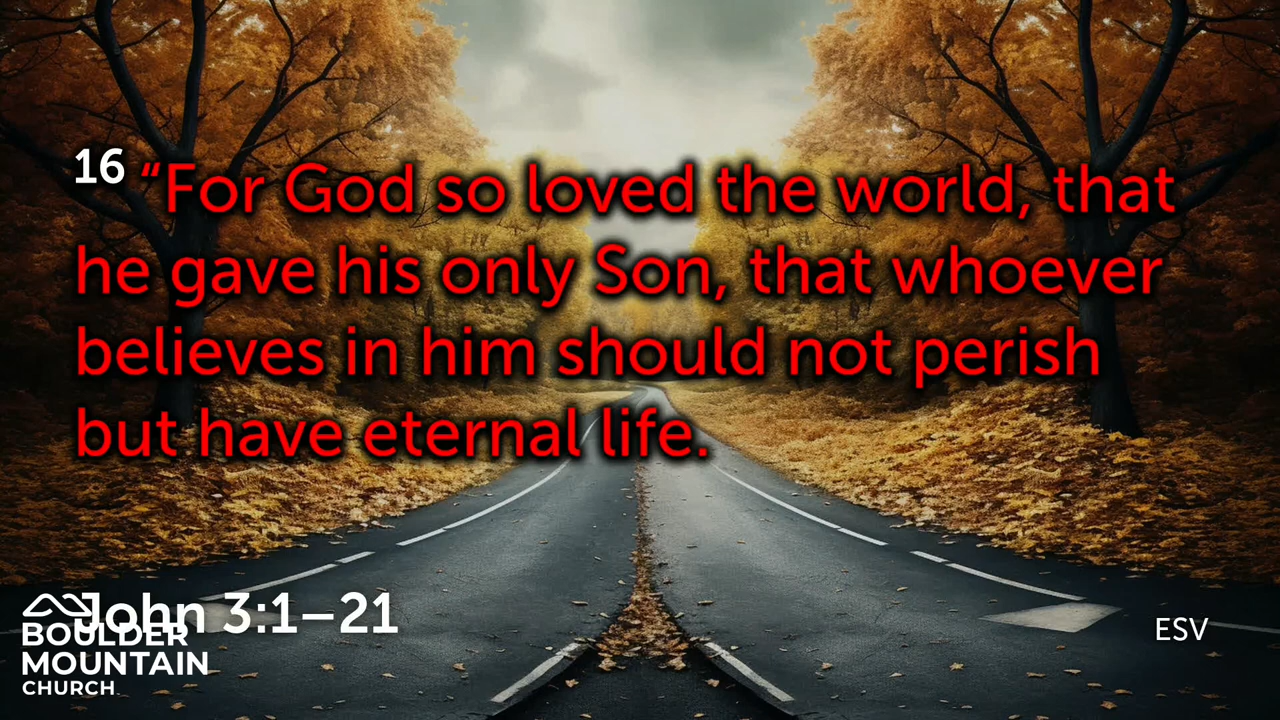 16 “For God so loved the world, that
he gave his only Son, that whoever
believes in him should not perish
but have eternal life.
John 3:1–21
BOULDER
MOUNTAIN
CHURCH
ESV